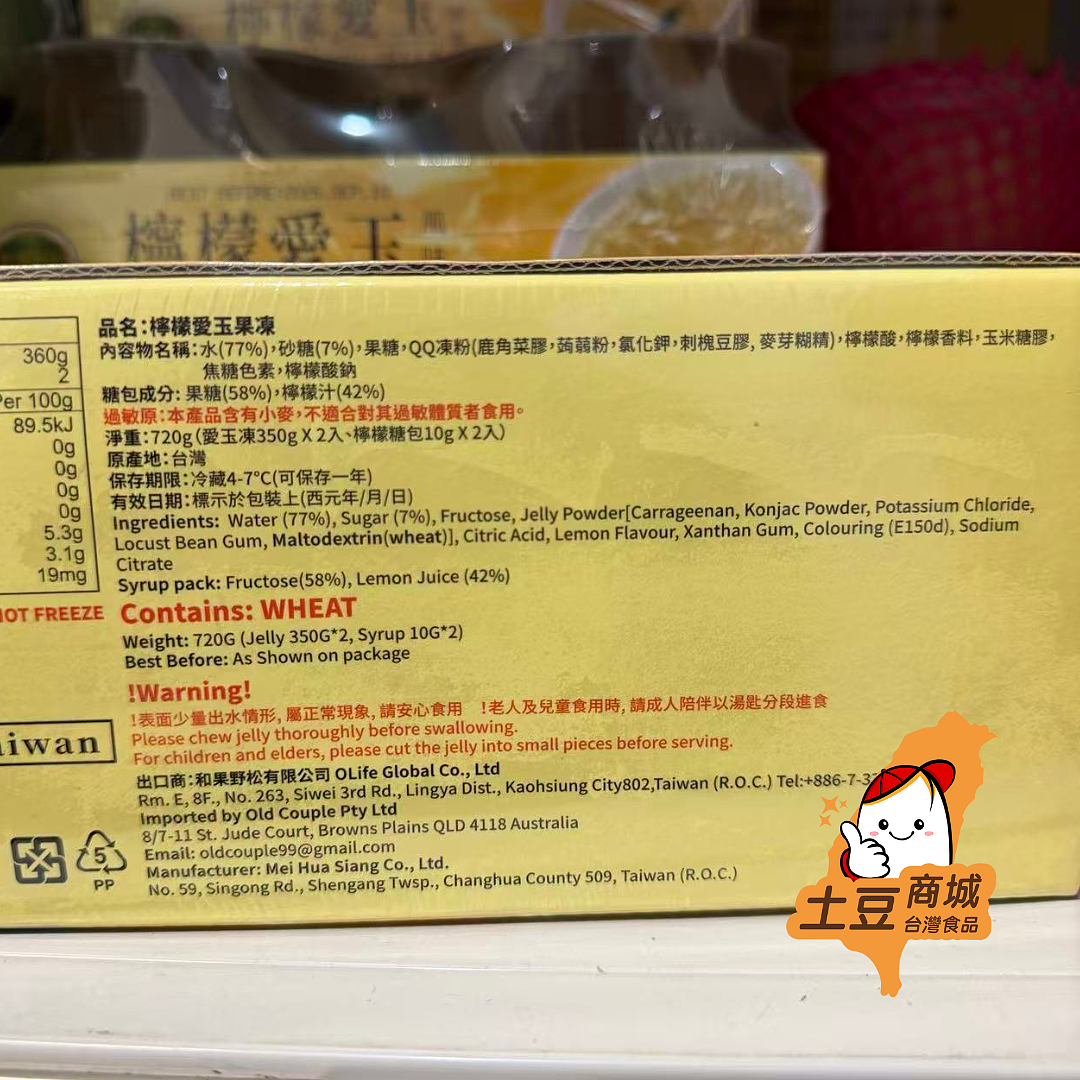 檸檬愛玉
BEST BEFORE:
檸檬愛玉
品名：檸檬愛玉果凍
內容物名稱：水(77%)，砂糖(7%)，果糖，QQ凍粉(鹿角菜膠，蒟蒻粉，氯化鉀，刺槐豆膠, 麥芽糊精)，檸檬酸，檸檬香料，玉米糖膠，
焦糖色素，檸檬酸鈉
糖包成分: 果糖(58%)，檸檬汁(42%)
過敏原：本產品含有小麥，不適合對其過敏體質者食用。
淨重：720g（愛玉凍350g X 2入、檸檬糖包10g X 2入）
原產地：台灣
保存期限：冷藏4-7℃(可保存一年)
有效日期：標示於包裝上(西元年/月/日)
Ingredients: Water (77%), Sugar (7%), Fructose, Jelly Powder[Carrageenan, Konjac Powder, Potassium Chloride,
Locust Bean Gum, Maltodextrin(wheat)], Citric Acid, Lemon Flavour, Xanthan Gum, Colouring (E150d), Sodium
Citrate
Syrup pack: Fructose(58%), Lemon Juice (42%)
Contains: WHEAT
Weight: 720G (Jelly 350G*2, Syrup 10G*2)
Best Before: As Shown on package
!Warning!
!表面少量出水情形, 屬正常現象, 請安心食用 !老人及兒童食用時, 請成人陪伴以湯匙分段進食
Please chew jelly thoroughly before swallowing.
For children and elders, please cut the jelly into small pieces before serving.
出口商：和果野松有限公司 OLife Global Co., Ltd
Rm. E, 8F., No. 263, Siwei 3rd Rd., Lingya Dist., Kaohsiung City802,Taiwan (R.O.C.) Tel:+886-7-3
Imported by Old Couple Pty Ltd
8/7-11 St. Jude Court, Browns Plains QLD 4118 Australia
Email: oldcouple99@gmail.com
Manufacturer: Mei Hua Siang Co., Ltd.
No. 59, Singong Rd., Shengang Twsp., Changhua County 509, Taiwan (R.O.C.)
360g
2
Per 100g
89.5kJ
0g
0g
0g
0g
5.3g
3.1g
19mg
NOT FREEZE
aiwan
5
PP
土豆商城
台灣食品